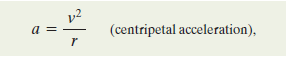 a = v²/r (centripetal acceleration),